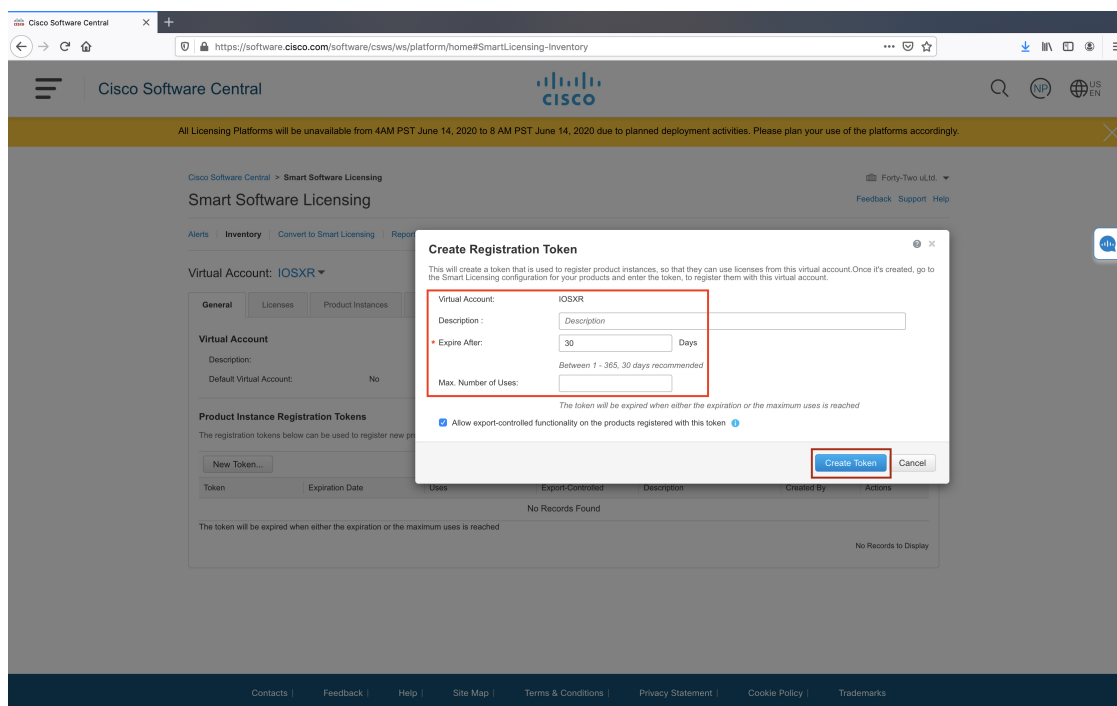 Cisco Software Central
https://software.cisco.com/software/csws/ws/platform/home#SmartLicensing-Inventory
Cisco Software Central
CISCO
NP
US
EN
All Licensing Platforms will be unavailable from 4AM PST June 14, 2020 to 8 AM PST June 14, 2020 due to planned deployment activities. Please plan your use of the platforms accordingly.
Cisco Software Central > Smart Software Licensing
Forty-Two uLtd.
Smart Software Licensing
Feedback Support Help
Alerts | Inventory | Convert to Smart Licensing | Report
Virtual Account: IOSXR
General Licenses Product Instances
Virtual Account
Description:
Default Virtual Account: No
Product Instance Registration Tokens
The registration tokens below can be used to register new pr
New Token...
Token Expiration Date Uses Export-Controlled Description Created By Actions
No Records Found
The token will be expired when either the expiration or the maximum uses is reached
No Records to Display
Create Registration Token
This will create a token that is used to register product instances, so that they can use licenses from this virtual account.Once it's created, go to
the Smart Licensing configuration for your products and enter the token, to register them with this virtual account.
Virtual Account: IOSXR
Description : Description
* Expire After: 30 Days
Between 1 - 365, 30 days recommended
Max. Number of Uses:
The token will be expired when either the expiration or the maximum uses is reached
Allow export-controlled functionality on the products registered with this token
Create Token Cancel
Contacts | Feedback | Help | Site Map | Terms & Conditions | Privacy Statement | Cookie Policy | Trademarks